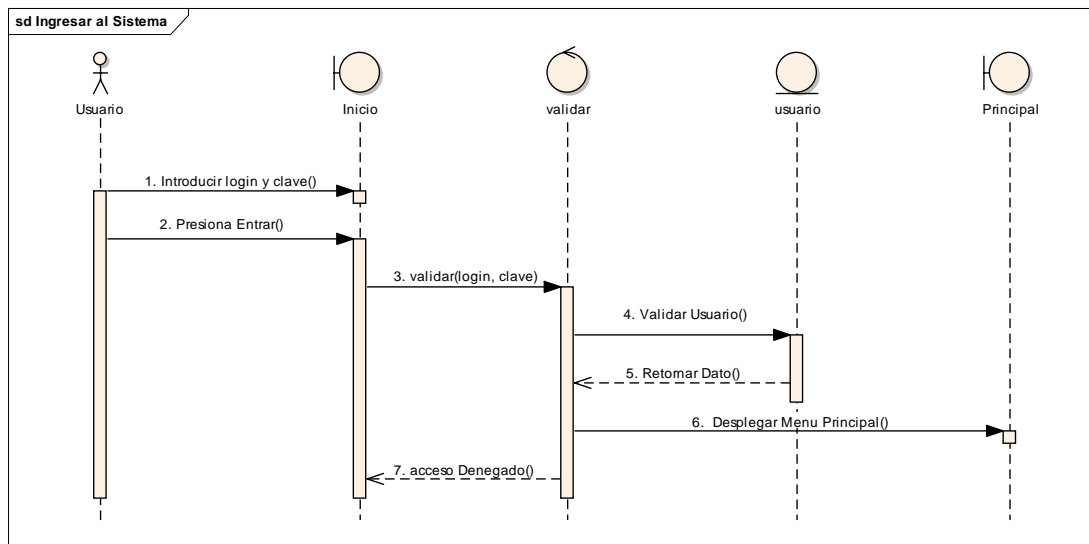 sd Ingresar al Sistema
Usuario
Inicio
validar
usuario
Principal
1. Introducir login y clave()
2. Presiona Entrar()
3. validar(login, clave)
4. Validar Usuario()
5. Retornar Dato()
6. Desplegar Menu Principal()
7. acceso Denegado()